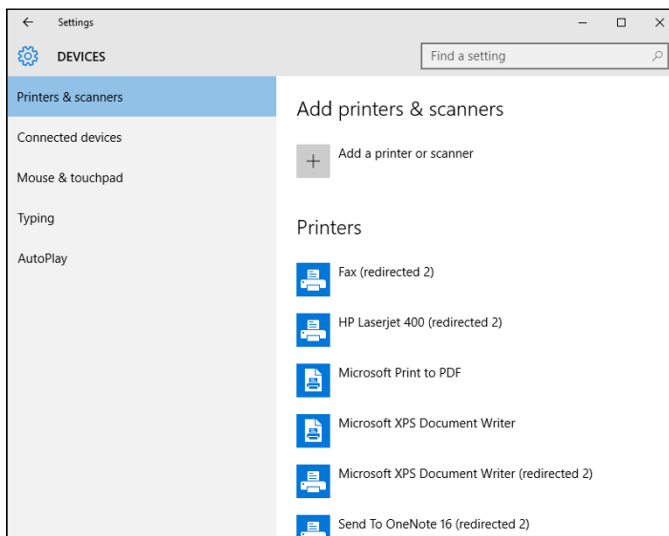 Settings
DEVICES
Find a setting
Printers & scanners
Connected devices
Mouse & touchpad
Typing
AutoPlay
Add printers & scanners
Add a printer or scanner
Printers
Fax (redirected 2)
HP Laserjet 400 (redirected 2)
Microsoft Print to PDF
Microsoft XPS Document Writer
Microsoft XPS Document Writer (redirected 2)
Send To OneNote 16 (redirected 2)